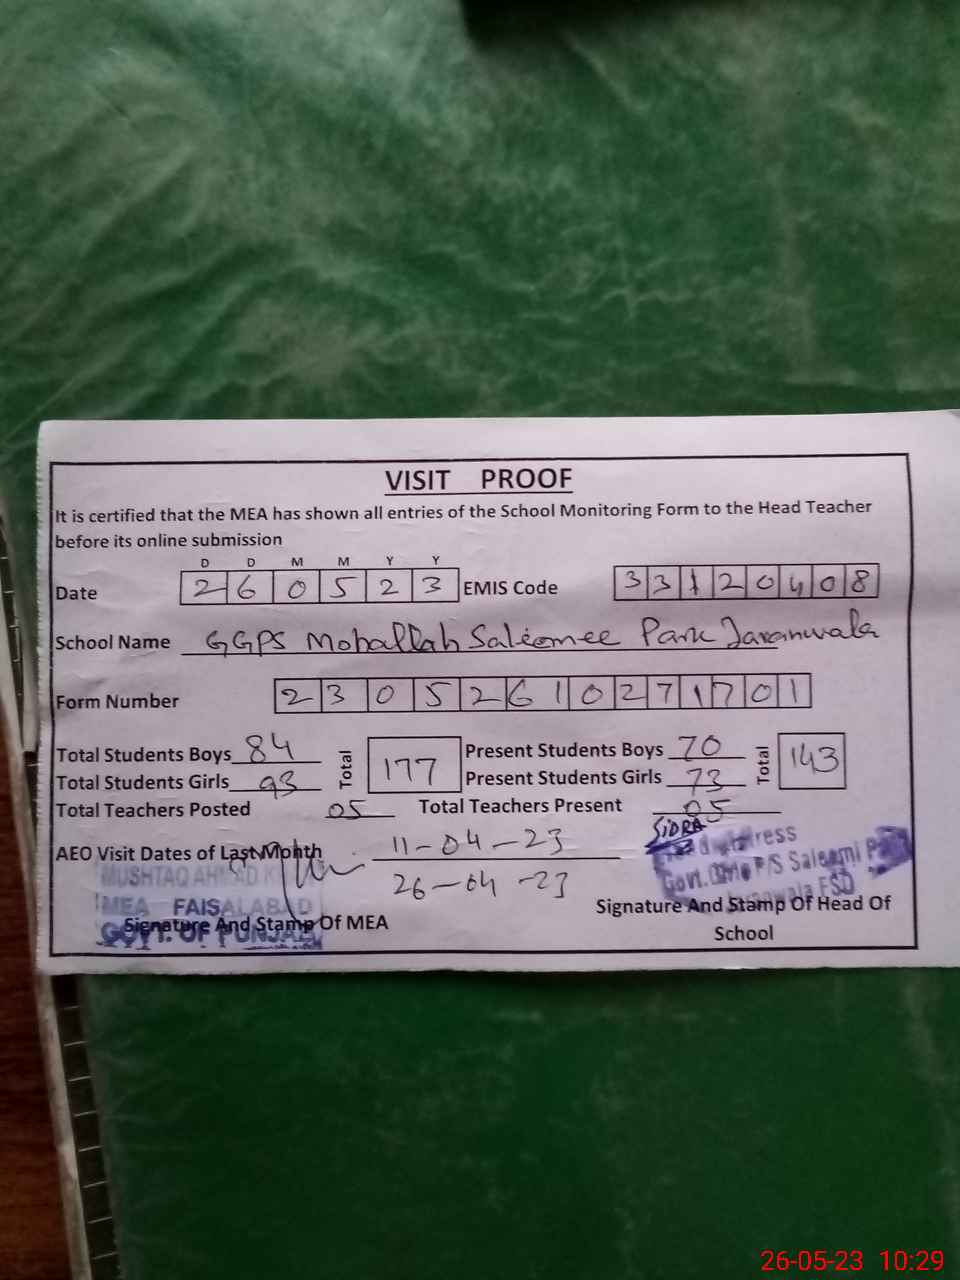 VISIT PROOF
It is certified that the MEA has shown all entries of the School Monitoring Form to the Head Teacher
before its online submission
D D M M Y Y
Date 2 6 0 5 2 3 EMIS Code 3 3 1 2 0 4 0 8
School Name GGPS Mohallah Saleemee Park Jaranwala
Form Number 2 3 0 5 2 6 1 0 2 7 1 7 0 1
Total Students Boys 84 Total 177 Present Students Boys 70 Total 143
Total Students Girls 93 Present Students Girls 73
Total Teachers Posted 05 Total Teachers Present 05
SIDRA
AEO Visit Dates of Last Month 11-04-23
26-04-23
MUSHTAQ AHMAD
MEA FAISALABAD
GOVT. OF PUNJAB
Signature And Stamp Of MEA
Govt. P/S Saleemi
FSD
Signature And Stamp Of Head Of
School
26-05-23 10:29